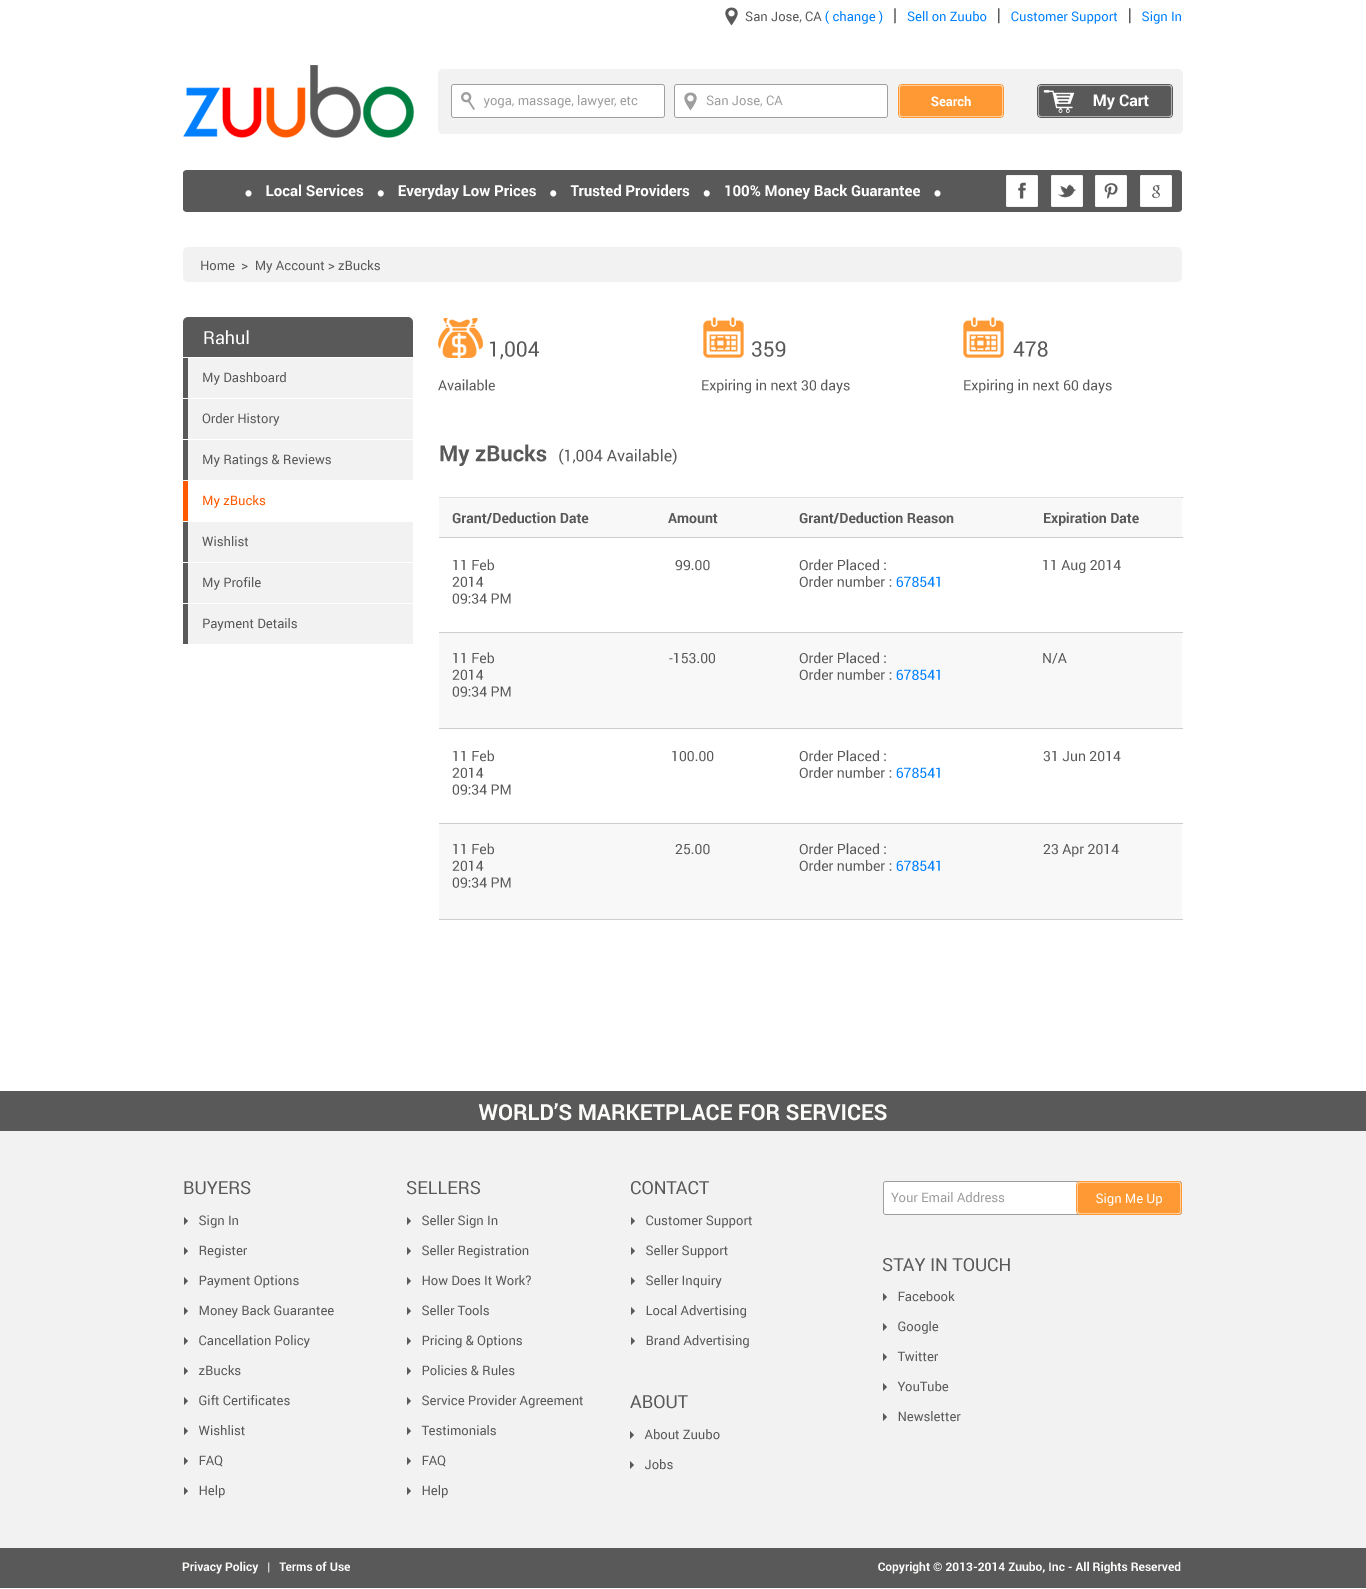 San Jose, CA ( change ) | Sell on Zuubo | Customer Support | Sign In
zuubo
yoga, massage, lawyer, etc
San Jose, CA
Search
My Cart
• Local Services • Everyday Low Prices • Trusted Providers • 100% Money Back Guarantee •
Home > My Account > zBucks
Rahul
My Dashboard
Order History
My Ratings & Reviews
My zBucks
Wishlist
My Profile
Payment Details
1,004
Available
359
Expiring in next 30 days
478
Expiring in next 60 days
My zBucks (1,004 Available)
Grant/Deduction Date Amount Grant/Deduction Reason Expiration Date
11 Feb 99.00 Order Placed : 11 Aug 2014
2014 Order number : 678541
09:34 PM
11 Feb -153.00 Order Placed : N/A
2014 Order number : 678541
09:34 PM
11 Feb 100.00 Order Placed : 31 Jun 2014
2014 Order number : 678541
09:34 PM
11 Feb 25.00 Order Placed : 23 Apr 2014
2014 Order number : 678541
09:34 PM
WORLD'S MARKETPLACE FOR SERVICES
BUYERS
Sign In
Register
Payment Options
Money Back Guarantee
Cancellation Policy
zBucks
Gift Certificates
Wishlist
FAQ
Help
SELLERS
Seller Sign In
Seller Registration
How Does It Work?
Seller Tools
Pricing & Options
Policies & Rules
Service Provider Agreement
Testimonials
FAQ
Help
CONTACT
Customer Support
Seller Support
Seller Inquiry
Local Advertising
Brand Advertising
ABOUT
About Zuubo
Jobs
Your Email Address
Sign Me Up
STAY IN TOUCH
Facebook
Google
Twitter
YouTube
Newsletter
Privacy Policy | Terms of Use
Copyright © 2013-2014 Zuubo, Inc - All Rights Reserved